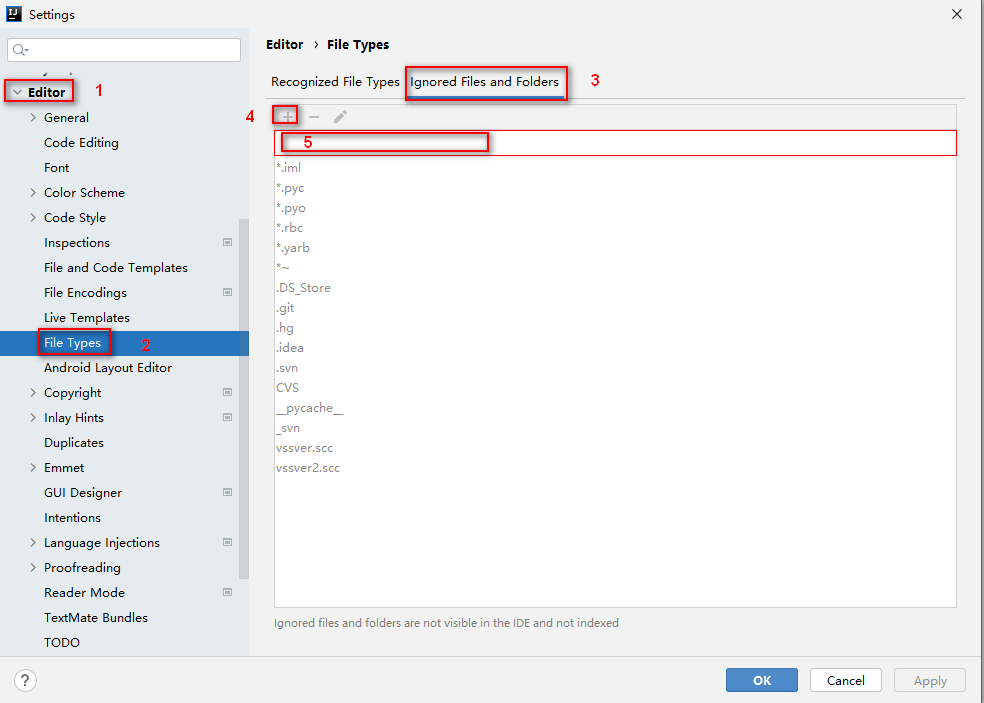 Settings
Editor › File Types
Editor 1
General
Code Editing
Font
Color Scheme
Code Style
Inspections
File and Code Templates
File Encodings
Live Templates
File Types 2
Android Layout Editor
Copyright
Inlay Hints
Duplicates
Emmet
GUI Designer
Intentions
Language Injections
Proofreading
Reader Mode
TextMate Bundles
TODO
Recognized File Types Ignored Files and Folders 3
4
5
*.iml
*.pyc
*.pyo
*.rbc
*.yarb
*~
.DS_Store
.git
.hg
.idea
.svn
CVS
__pycache__
_svn
vssver.scc
vssver2.scc
Ignored files and folders are not visible in the IDE and not indexed
? OK Cancel Apply